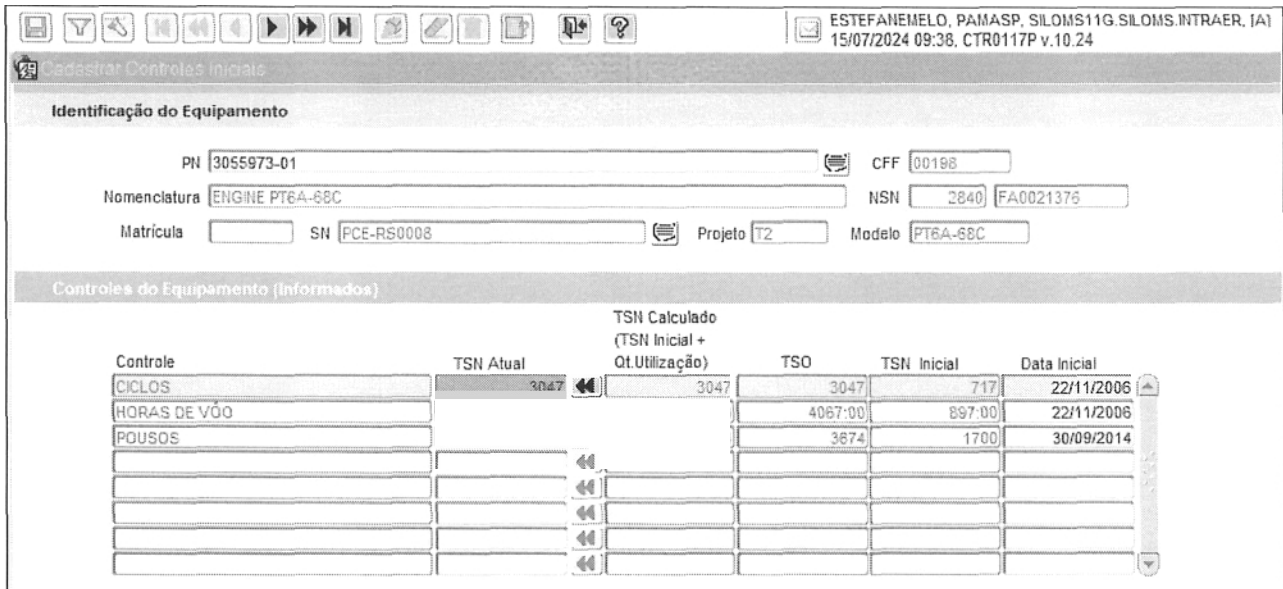 ESTEFANEMELO, PAMASP, SILOMS11G.SILOMS.INTRAER, [A]
15/07/2024 09:38, CTR0117P v.10.24
Cadastrar Controles Iniciais
Identificação do Equipamento
PN 3055973-01 CFF 00198
Nomenclatura ENGINE PT6A-68C NSN 2840 FA0021376
Matrícula SN PCE-RS0008 Projeto T2 Modelo PT6A-68C
Controles do Equipamento (Informados)
TSN Calculado
(TSN Inicial +
Controle TSN Atual Qt.Utilização) TSO TSN Inicial Data Inicial
CICLOS 3047 3047 3047 717 22/11/2006
HORAS DE VÔO 4067:00 897:00 22/11/2006
POUSOS 3674 1700 30/09/2014